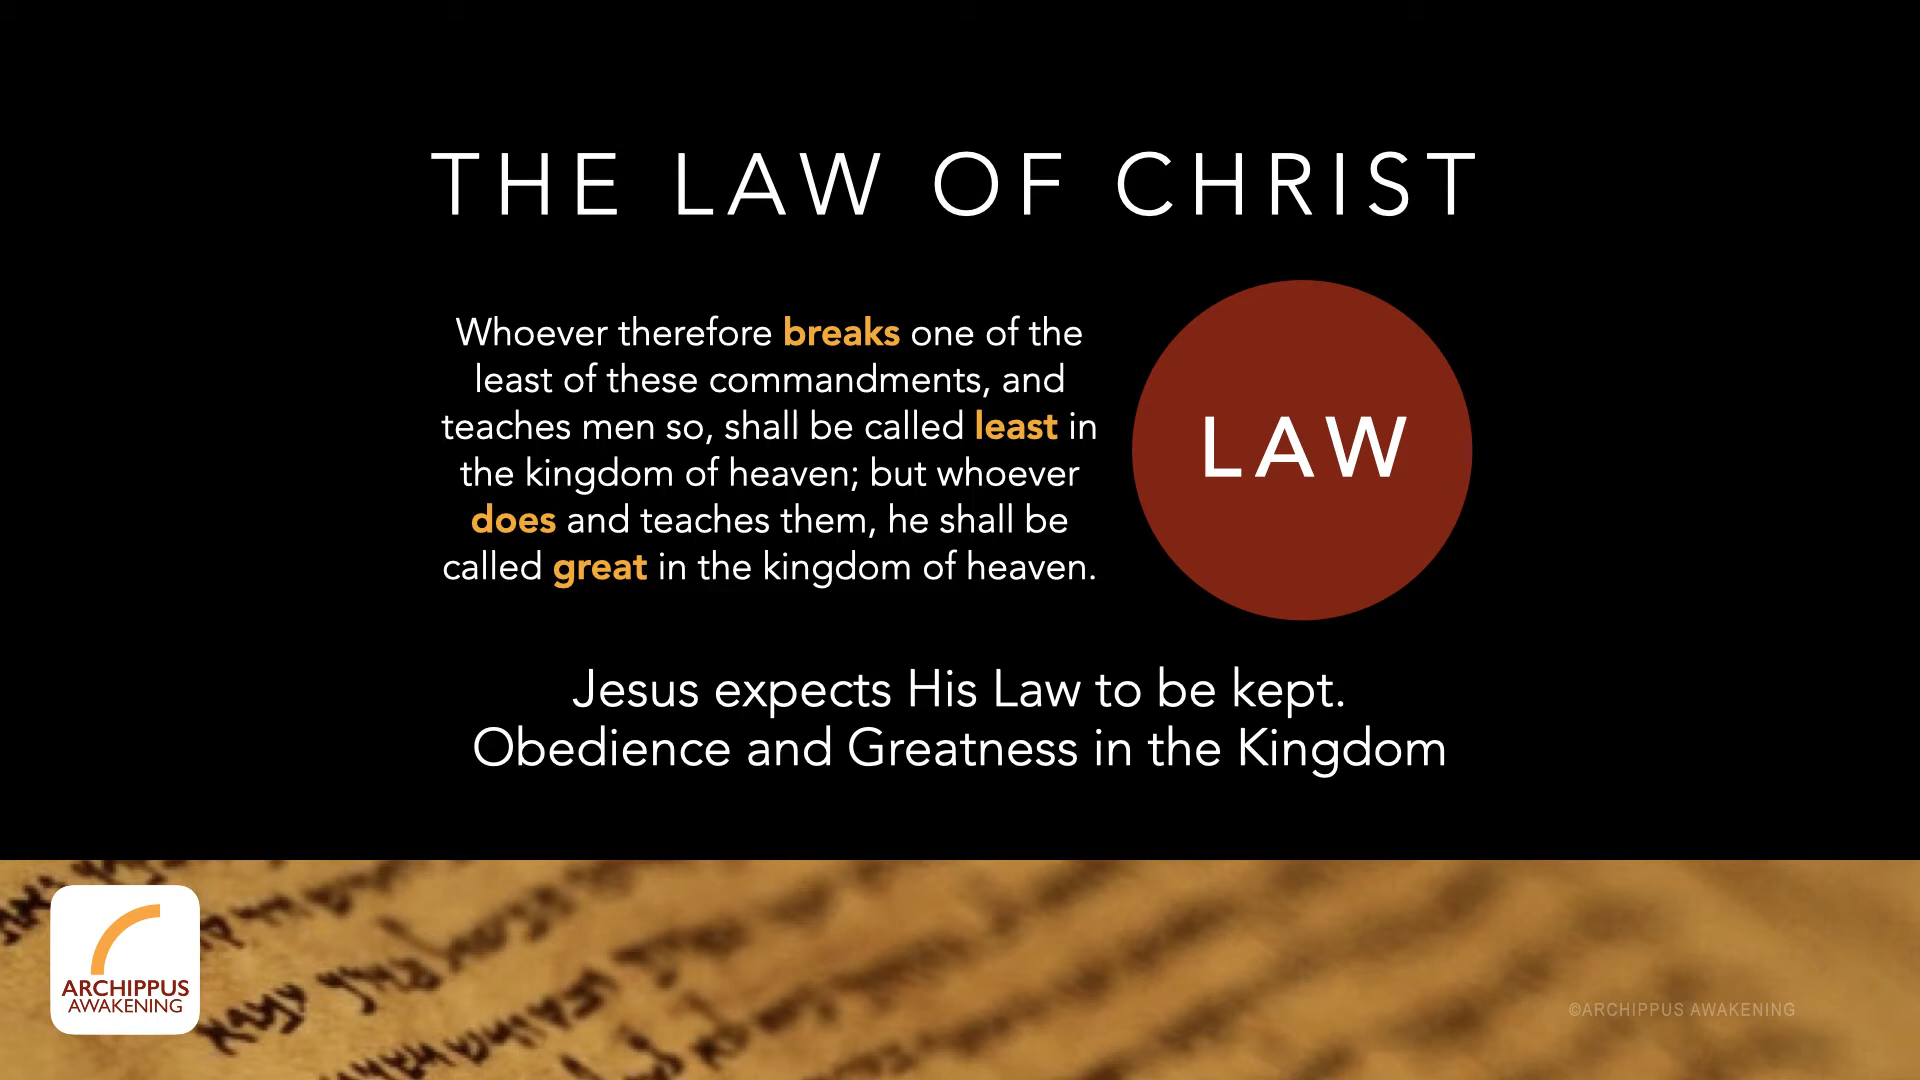 THE LAW OF CHRIST
Whoever therefore breaks one of the
least of these commandments, and
teaches men so, shall be called least in
the kingdom of heaven; but whoever
does and teaches them, he shall be
called great in the kingdom of heaven.
LAW
Jesus expects His Law to be kept.
Obedience and Greatness in the Kingdom
ARCHIPPUS
AWAKENING
©ARCHIPPUS AWAKENING